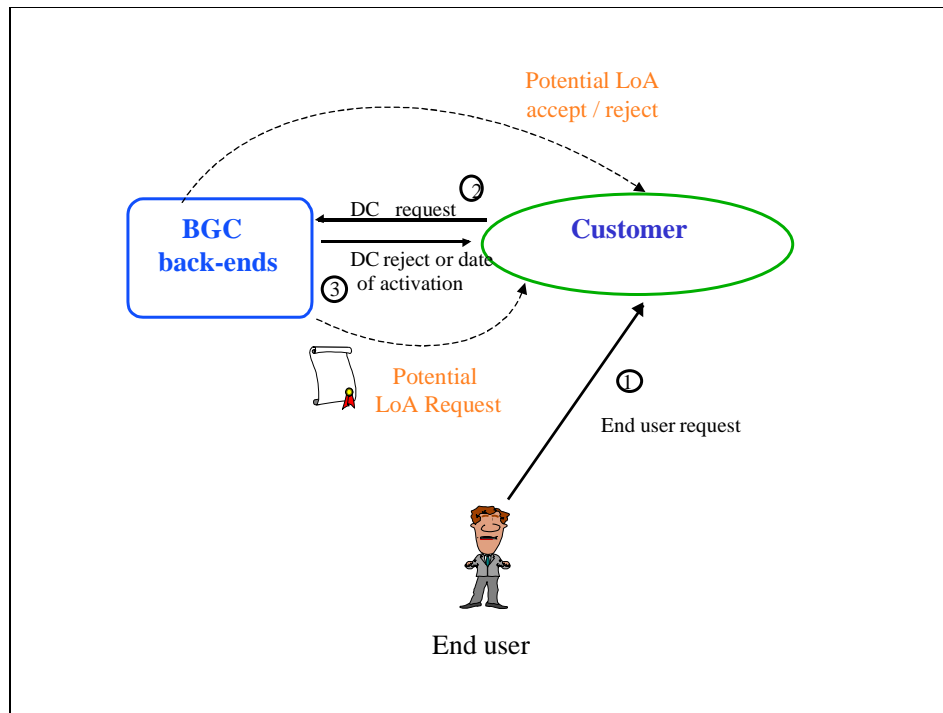 Potential LoA
accept / reject
2
DC request
BGC
back-ends
Customer
DC reject or date
of activation
3
Potential
LoA Request
1
End user request
End user